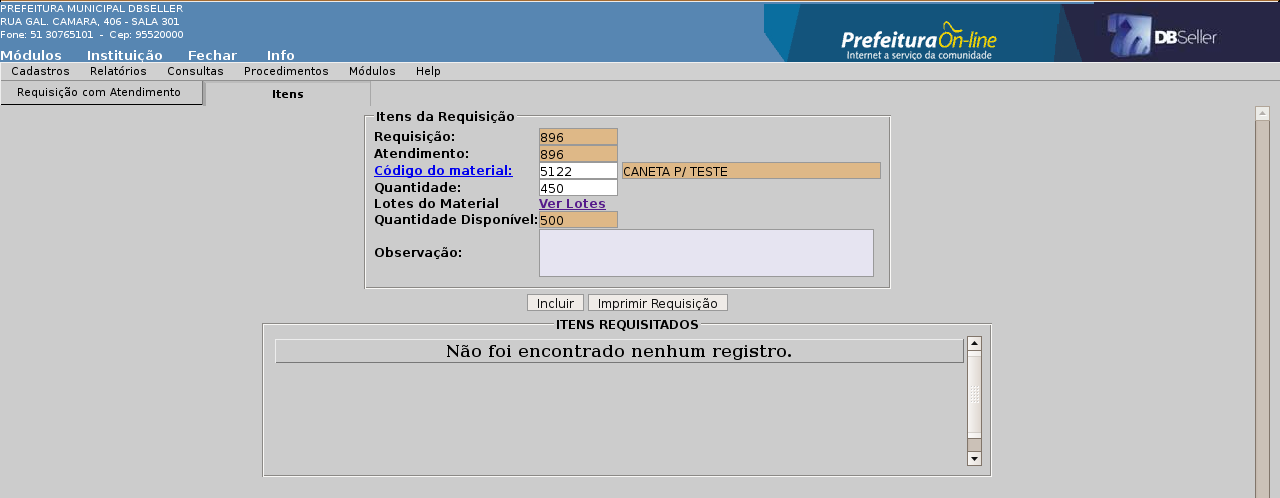 PREFEITURA MUNICIPAL DBSELLER
RUA GAL. CAMARA, 406 - SALA 301
Fone: 51 30765101 - Cep: 95520000
Prefeitura On-line
Internet a serviço da comunidade
DBSeller
Módulos Instituição Fechar Info
Cadastros Relatórios Consultas Procedimentos Módulos Help
Requisição com Atendimento Itens
Itens da Requisição
Requisição: 896
Atendimento: 896
Código do material: 5122 CANETA P/ TESTE
Quantidade: 450
Lotes do Material Ver Lotes
Quantidade Disponível: 500
Observação:
Incluir Imprimir Requisição
ITENS REQUISITADOS
Não foi encontrado nenhum registro.